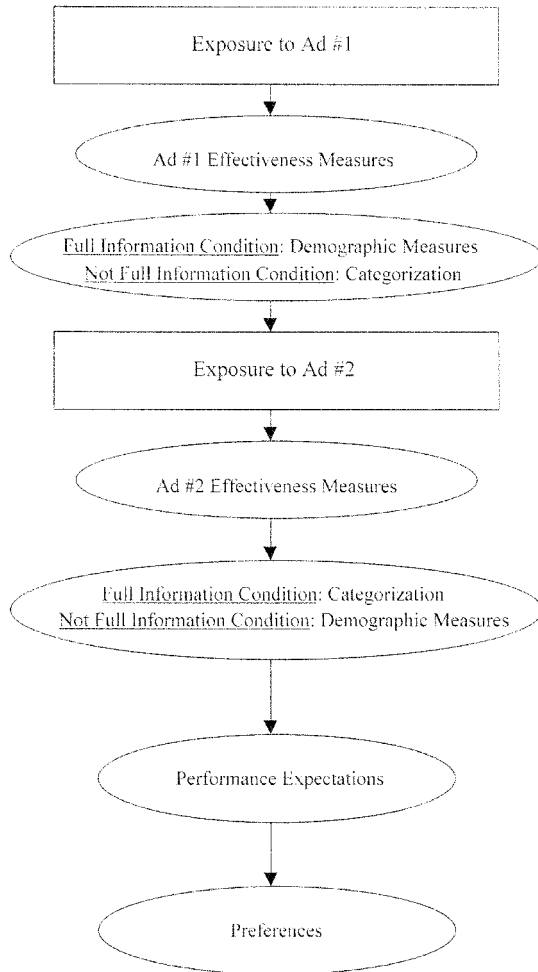 Exposure to Ad #1
Ad #1 Effectiveness Measures
Full Information Condition: Demographic Measures
Not Full Information Condition: Categorization
Exposure to Ad #2
Ad #2 Effectiveness Measures
Full Information Condition: Categorization
Not Full Information Condition: Demographic Measures
Performance Expectations
Preferences